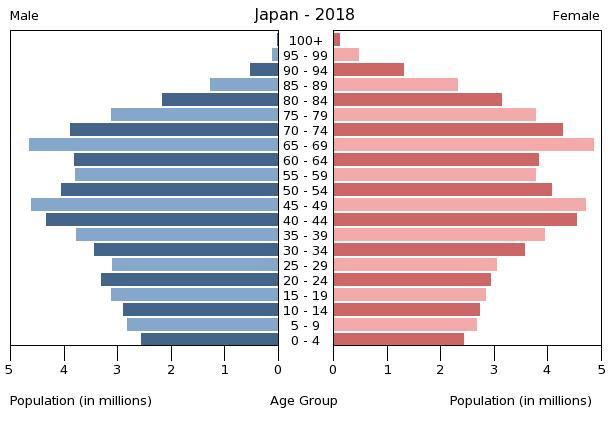 Male Japan - 2018 Female
100+
95 - 99
90 - 94
85 - 89
80 - 84
75 - 79
70 - 74
65 - 69
60 - 64
55 - 59
50 - 54
45 - 49
40 - 44
35 - 39
30 - 34
25 - 29
20 - 24
15 - 19
10 - 14
5 - 9
0 - 4
5 4 3 2 1 0 0 1 2 3 4 5
Population (in millions) Age Group Population (in millions)